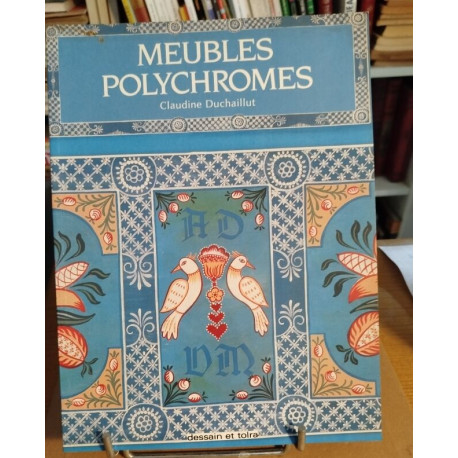 MEUBLES
POLYCHROMES
Claudine Duchaillut
AD
VM
dessain et tolra